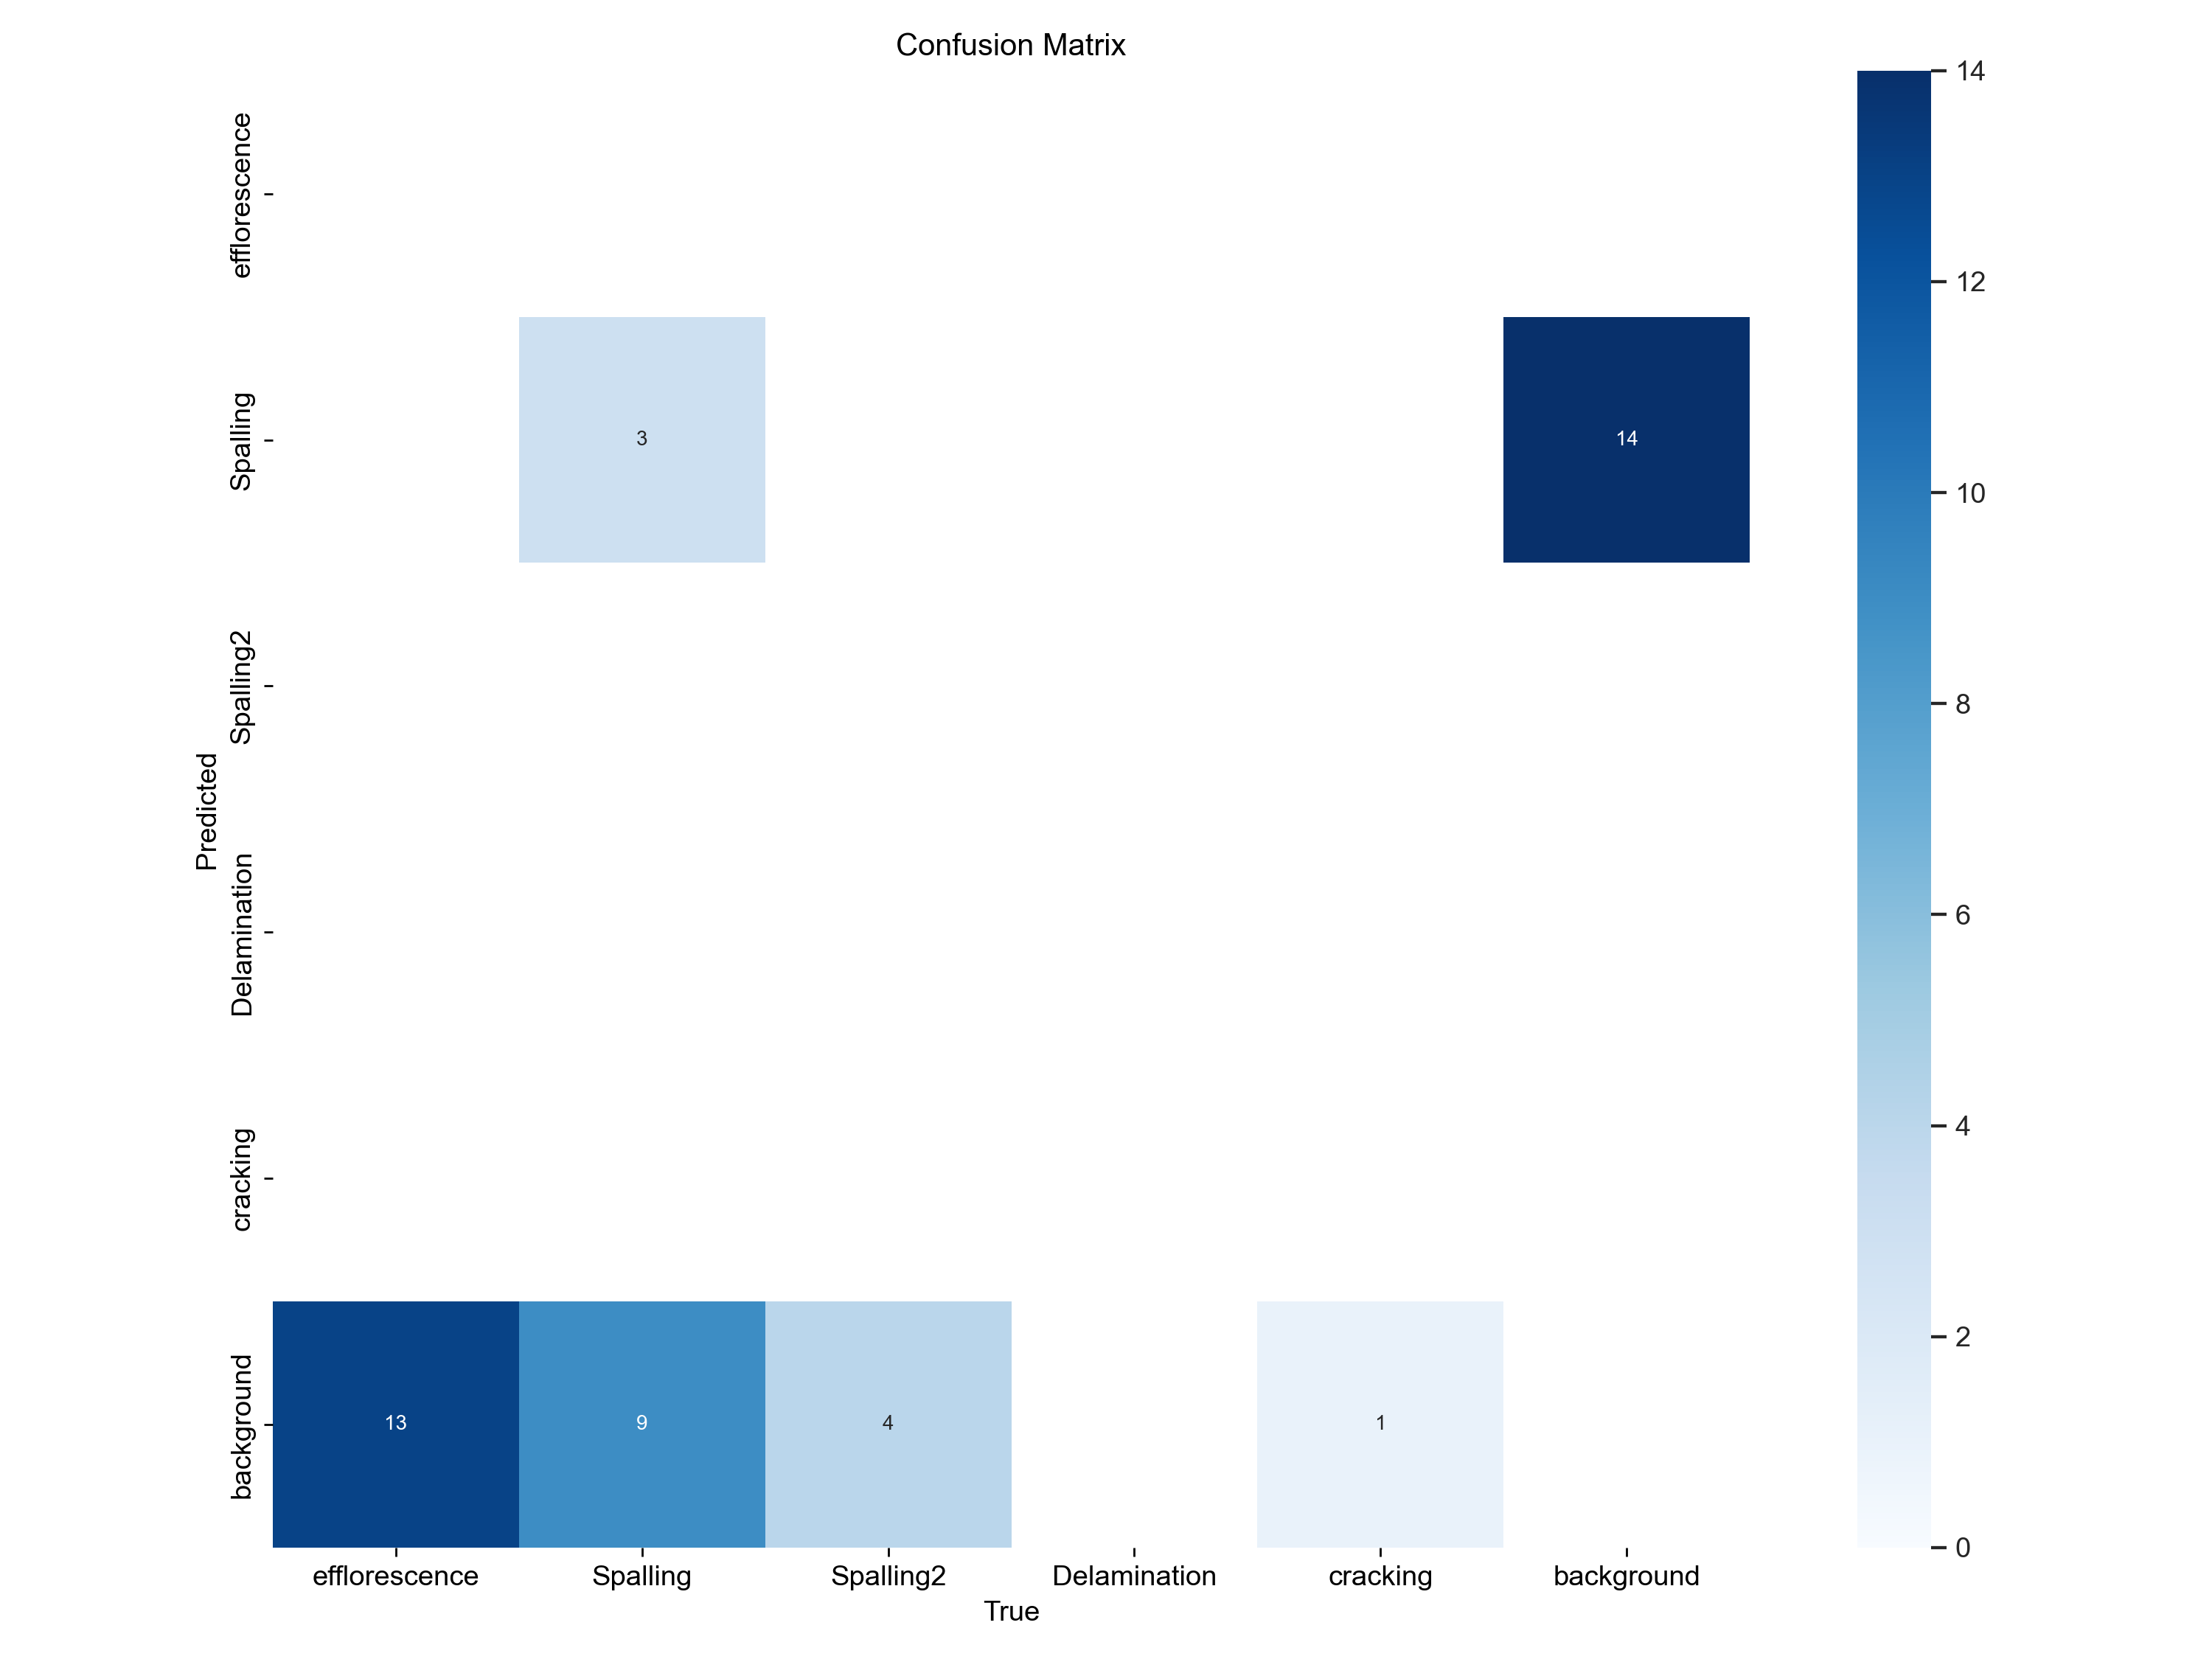 Confusion Matrix
efflorescence
Spalling
Spalling2
Delamination
cracking
background
Predicted
3
14
13
9
4
1
efflorescence
Spalling
Spalling2
Delamination
cracking
background
True
14
12
10
8
6
4
2
0